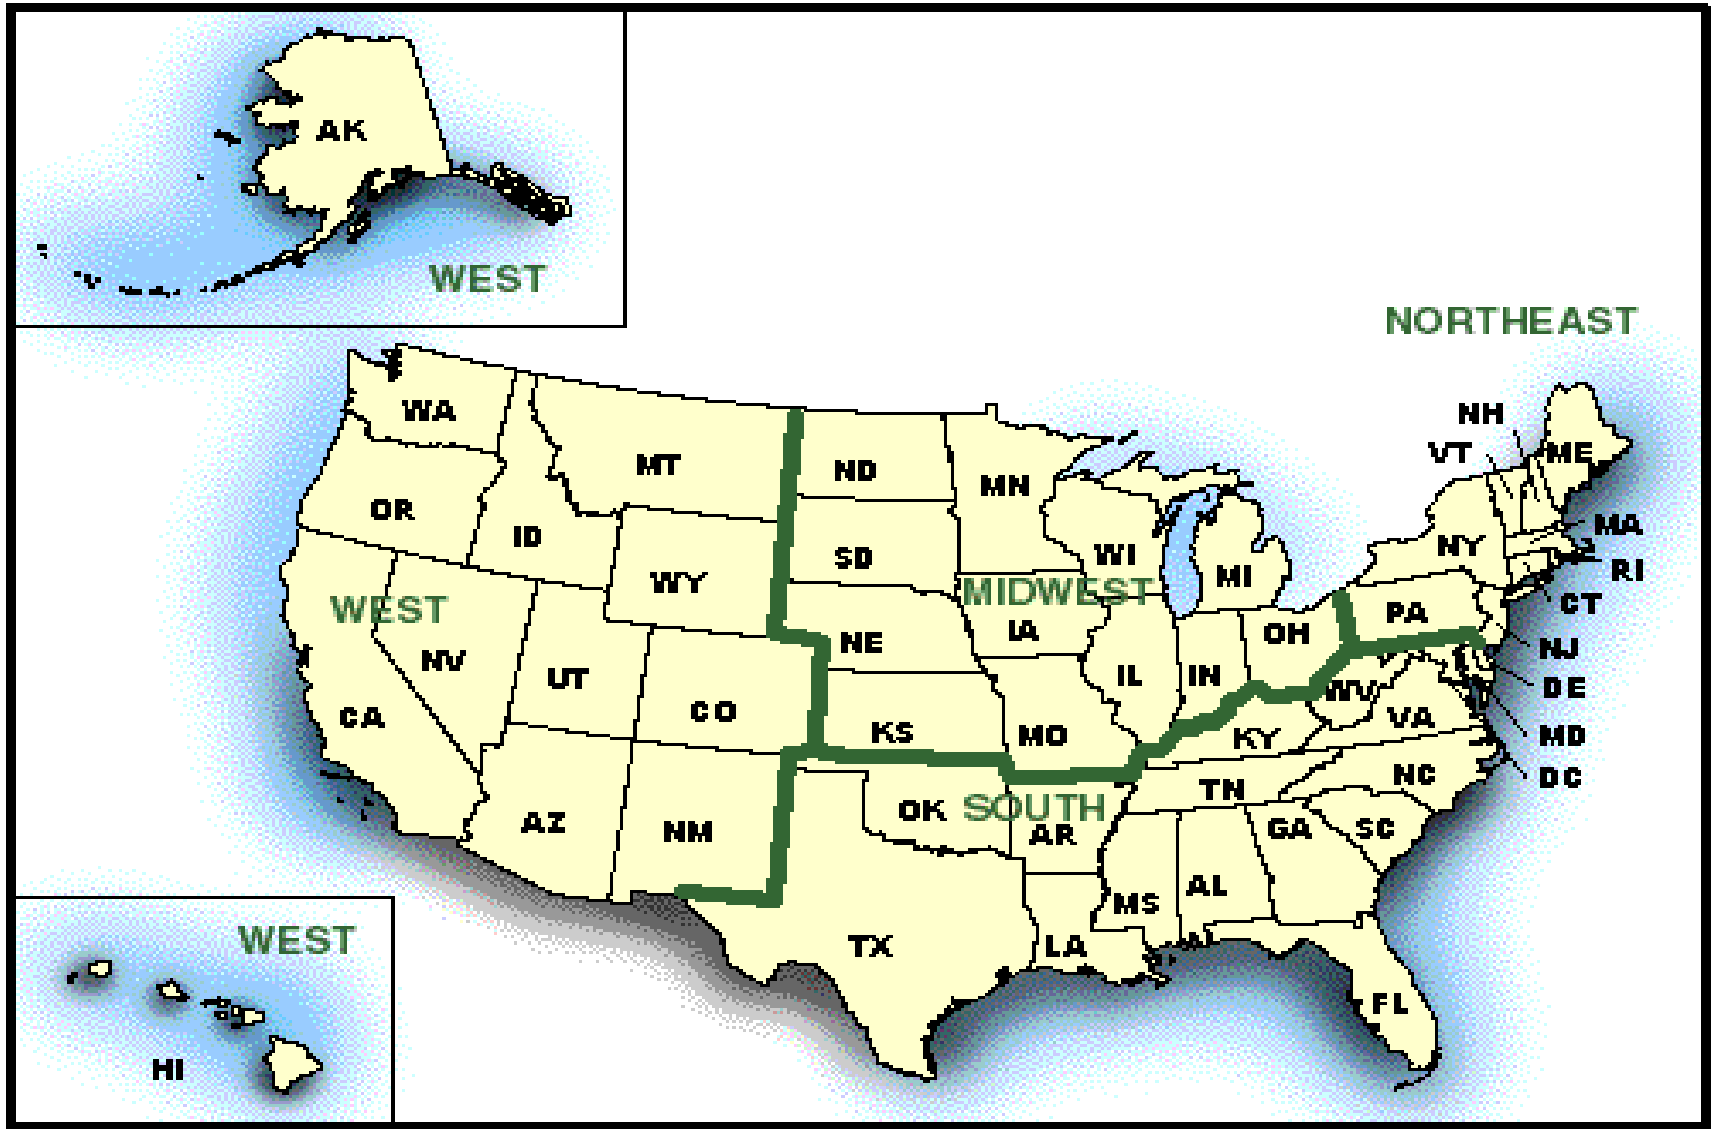 AK
WEST
NORTHEAST
WA
NH
MT
ND
VT
ME
MN
OR
MA
ID
NY
SD
WI
RI
WY
MI
MIDWEST
CT
WEST
PA
IA
OH
NE
NJ
NV
UT
IL
IN
DE
WV
CA
CO
VA
KS
MO
KY
MD
NC
DC
TN
SOUTH
OK
AZ
NM
AR
GA
SC
AL
MS
WEST
TX
LA
AL
FL
HI